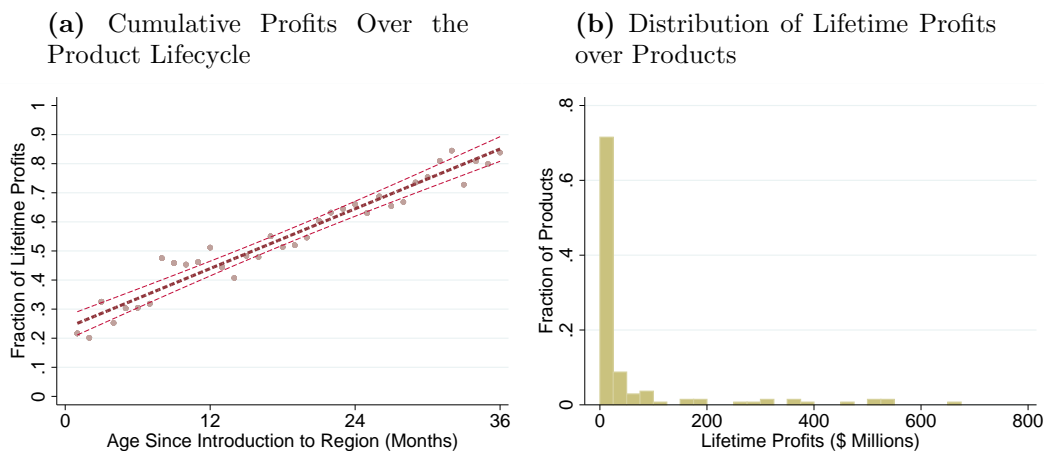 (a) Cumulative Profits Over the
Product Lifecycle
Fraction of Lifetime Profits
1
.9
.8
.7
.6
.5
.4
.3
.2
.1
0
0 12 24 36
Age Since Introduction to Region (Months)
(b) Distribution of Lifetime Profits
over Products
Fraction of Products
.8
.6
.4
.2
0
0 200 400 600 800
Lifetime Profits ($ Millions)